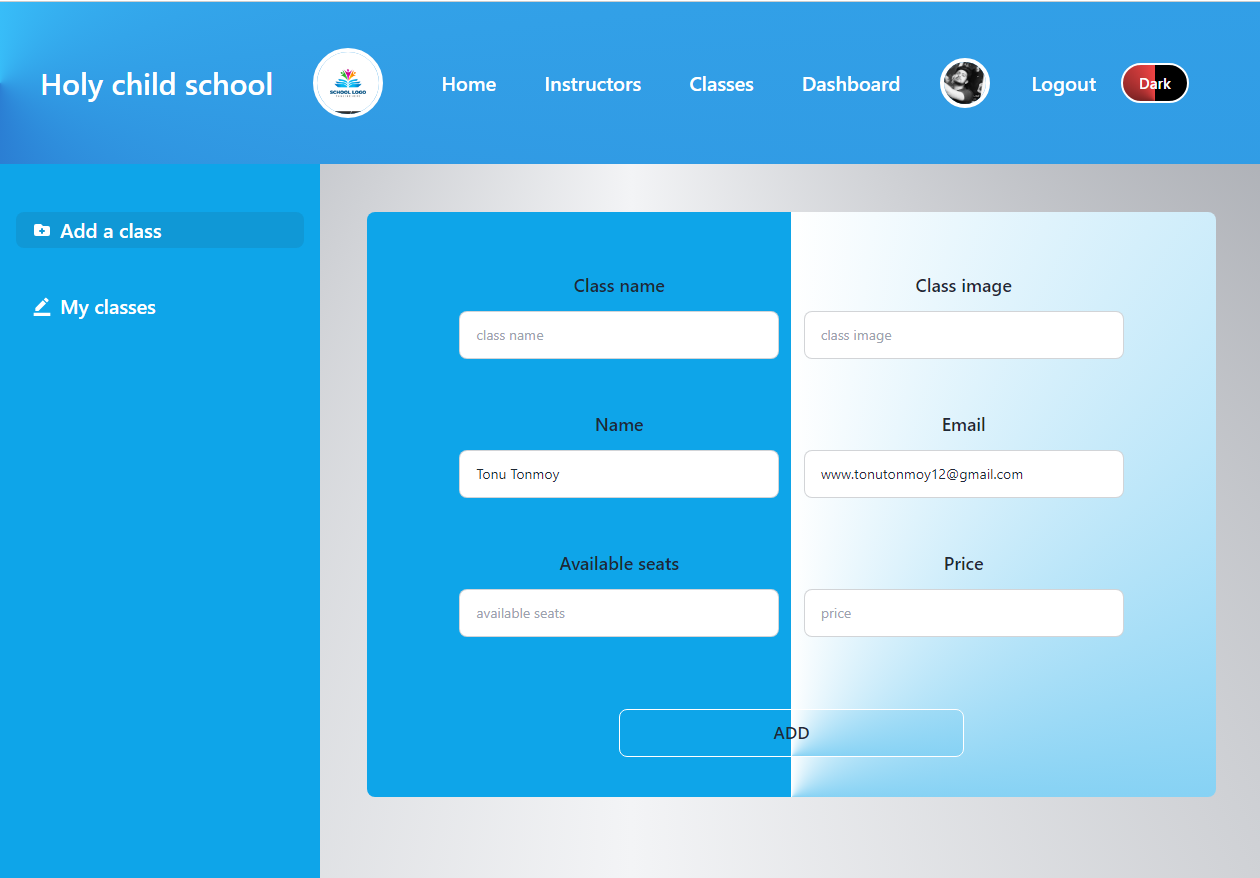 Holy child school
SCHOOL LOGO
Home Instructors Classes Dashboard Logout Dark
Add a class
My classes
Class name Class image
class name class image
Name Email
Tonu Tonmoy www.tonutonmoy12@gmail.com
Available seats Price
available seats price
ADD